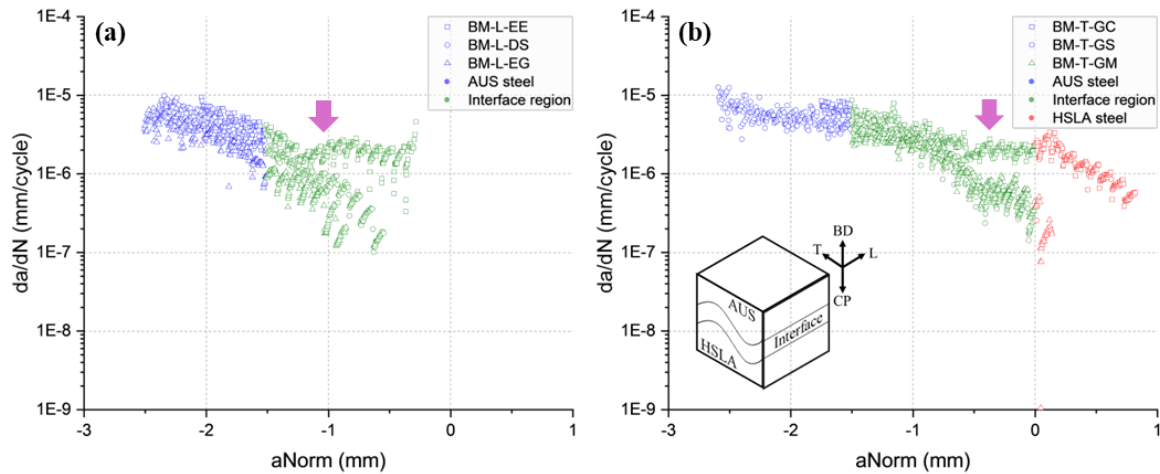 (a)
BM-L-EE
BM-L-DS
BM-L-EG
AUS steel
Interface region
1E-4
1E-5
1E-6
1E-7
1E-8
1E-9
da/dN (mm/cycle)
-3
-2
-1
0
1
aNorm (mm)
(b)
BM-T-GC
BM-T-GS
BM-T-GM
AUS steel
Interface region
HSLA steel
1E-4
1E-5
1E-6
1E-7
1E-8
1E-9
da/dN (mm/cycle)
BD
T
L
CP
AUS
Interface
HSLA
-3
-2
-1
0
1
aNorm (mm)